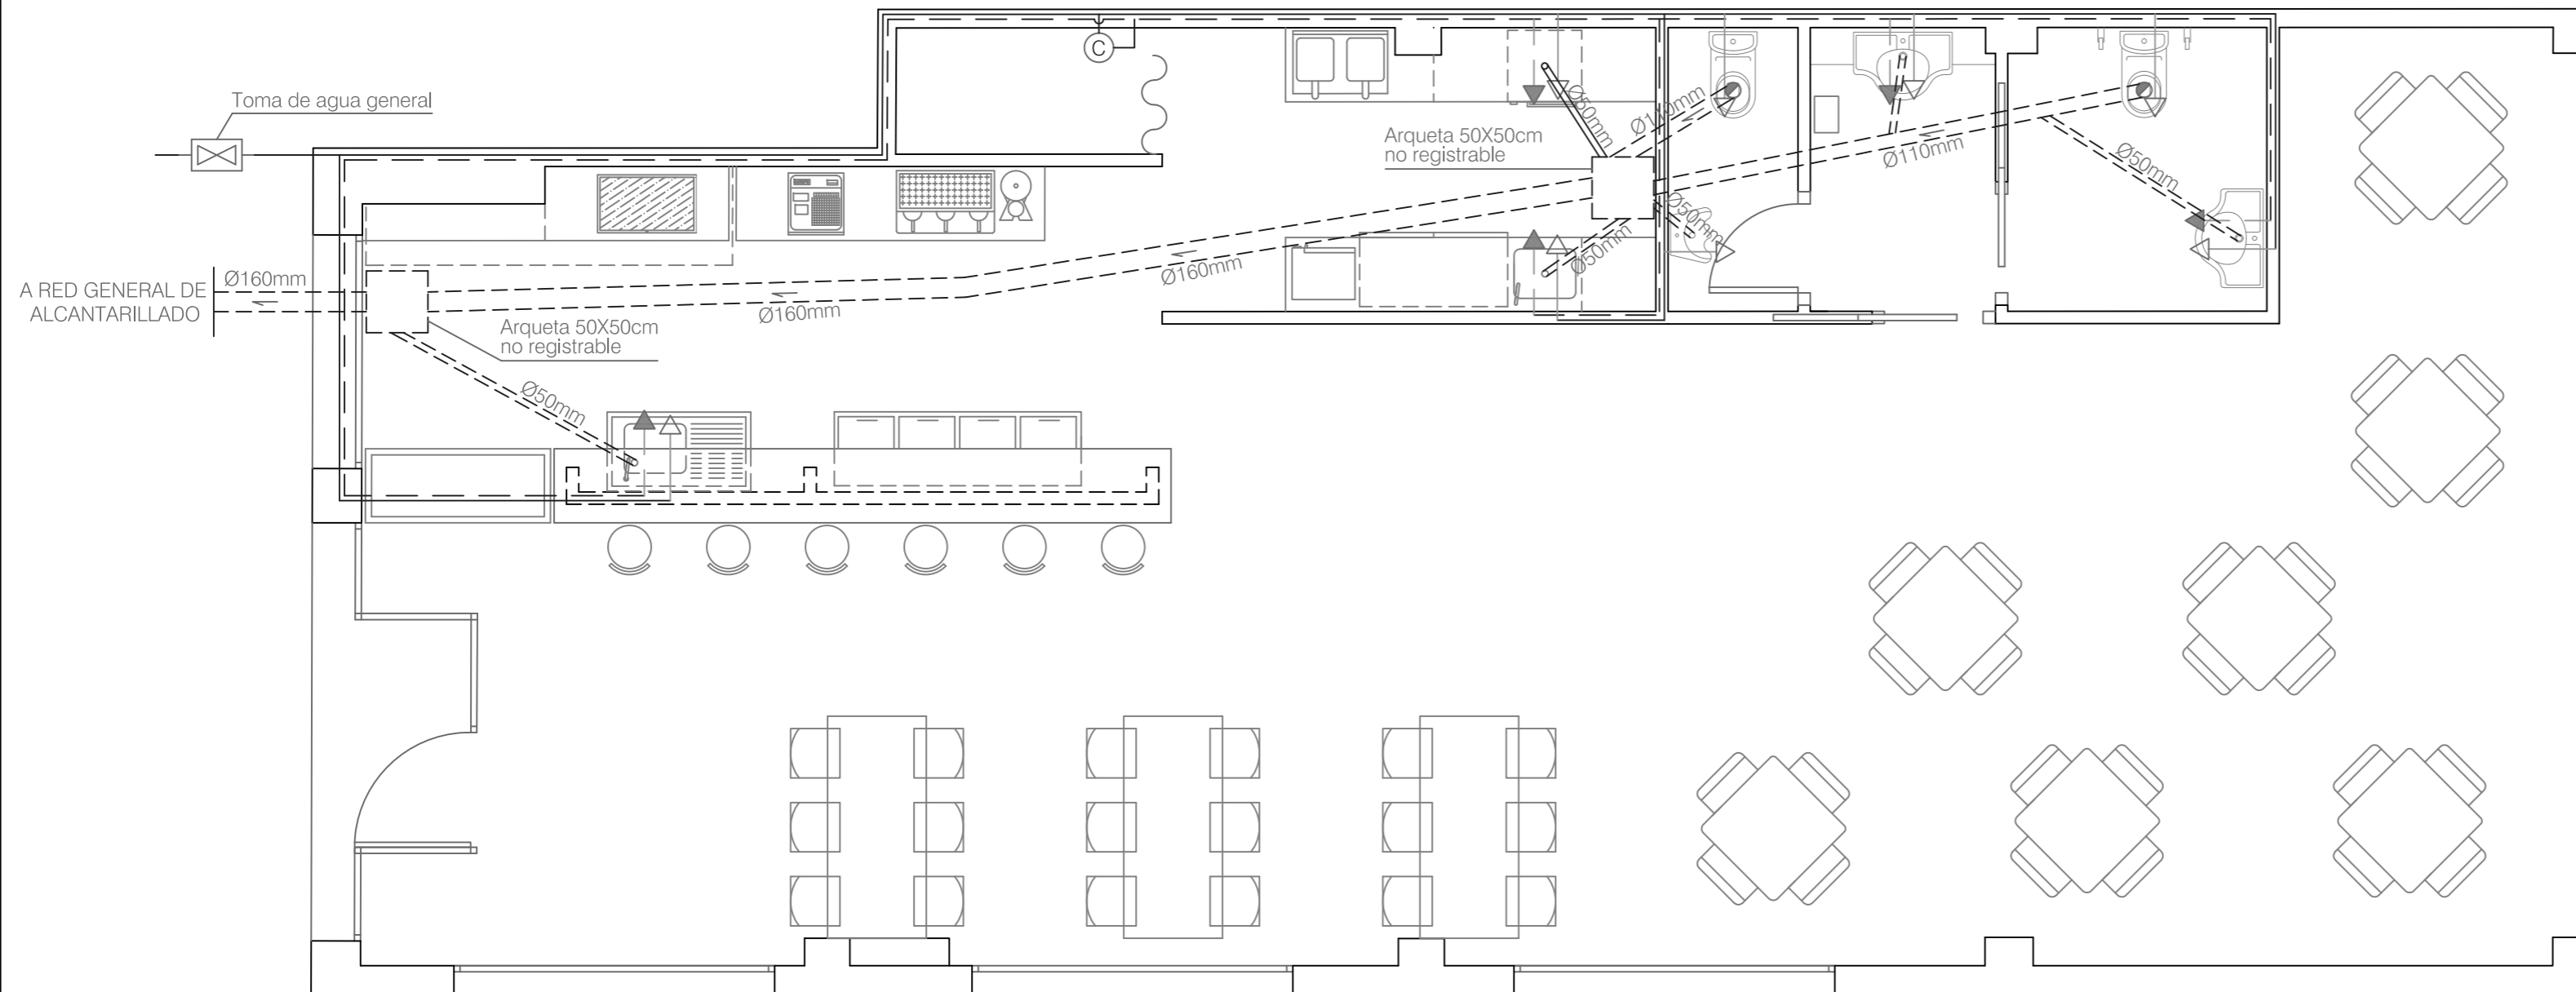 Toma de agua general
C
Arqueta 50X50cm
no registrable
Ø50mm
Ø110mm
Ø110mm
Ø50mm
Ø50mm
Ø50mm
Ø160mm
Ø160mm
Ø160mm
A RED GENERAL DE
ALCANTARILLADO
Arqueta 50X50cm
no registrable
Ø50mm